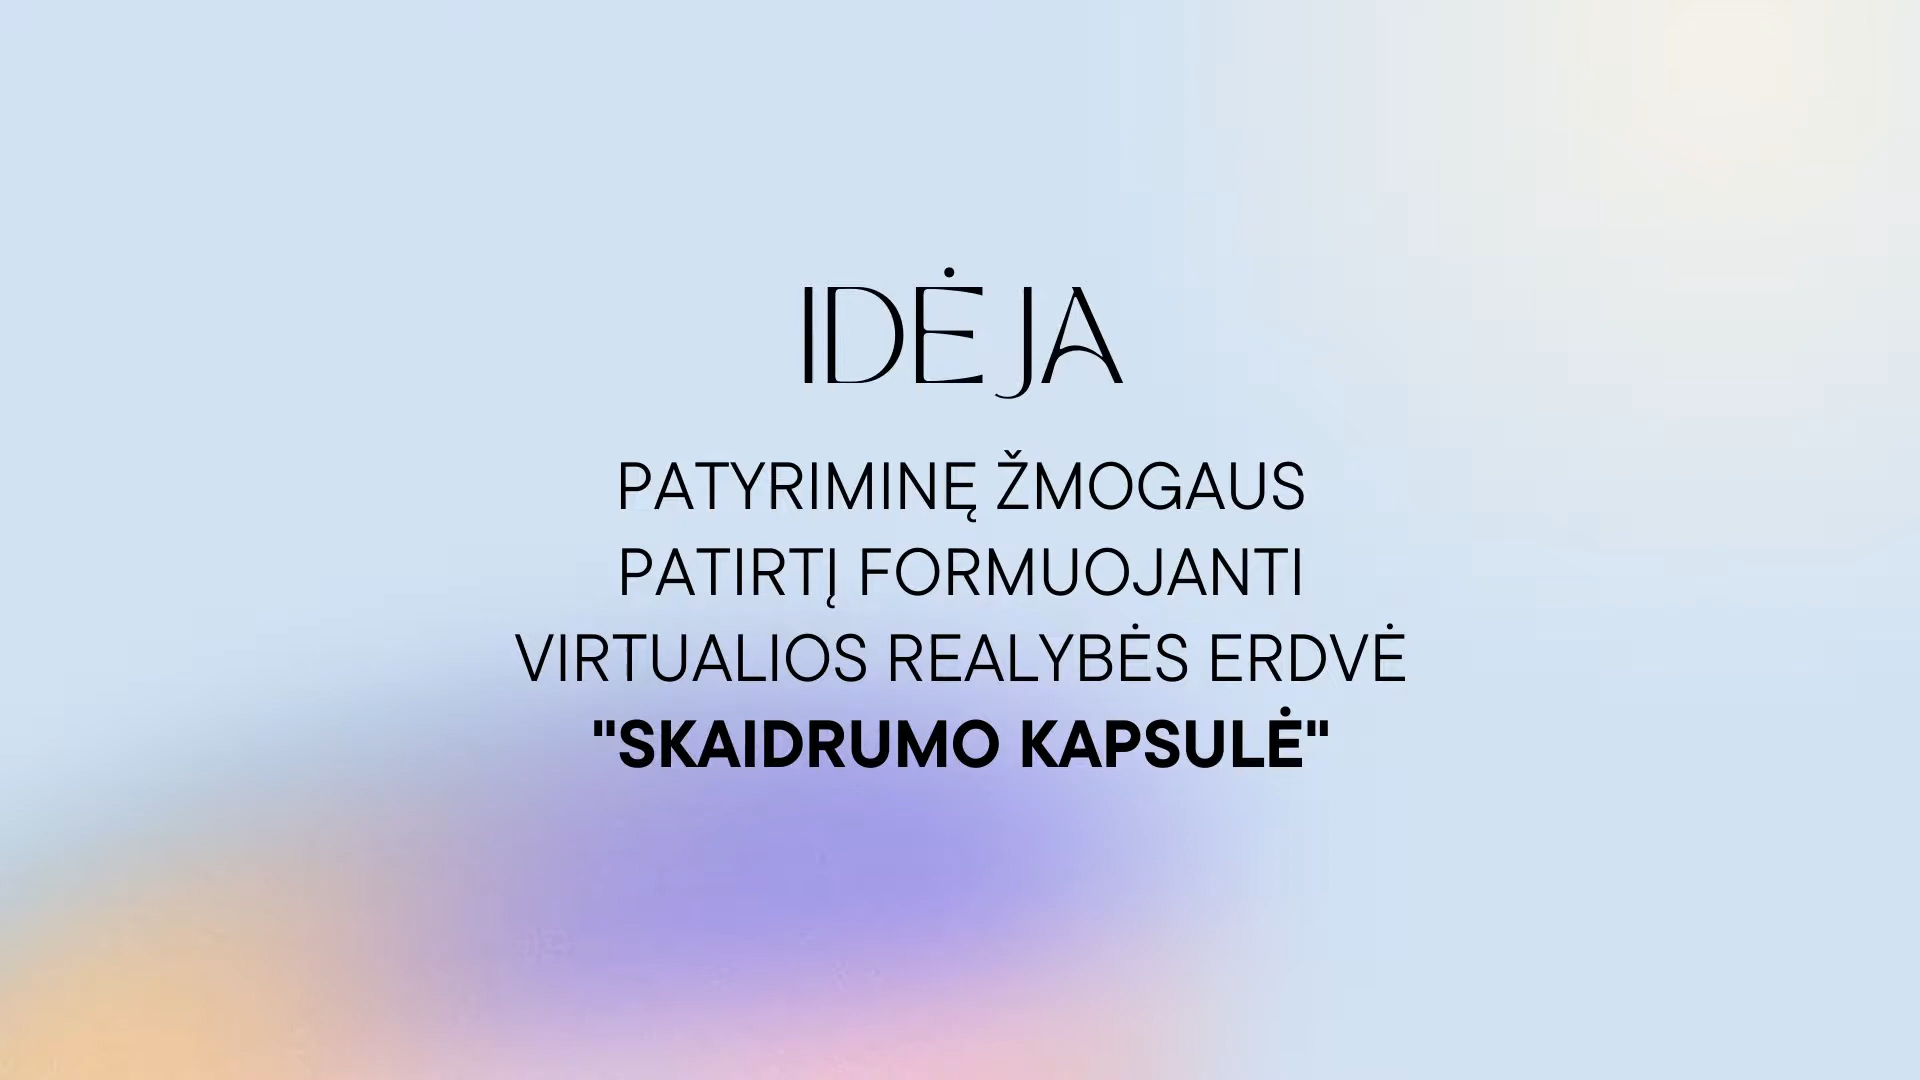 IDĖJA
PATYRIMINĘ ŽMOGAUS
PATIRTĮ FORMUOJANTI
VIRTUALIOS REALYBĖS ERDVĖ
"SKAIDRUMO KAPSULĖ"